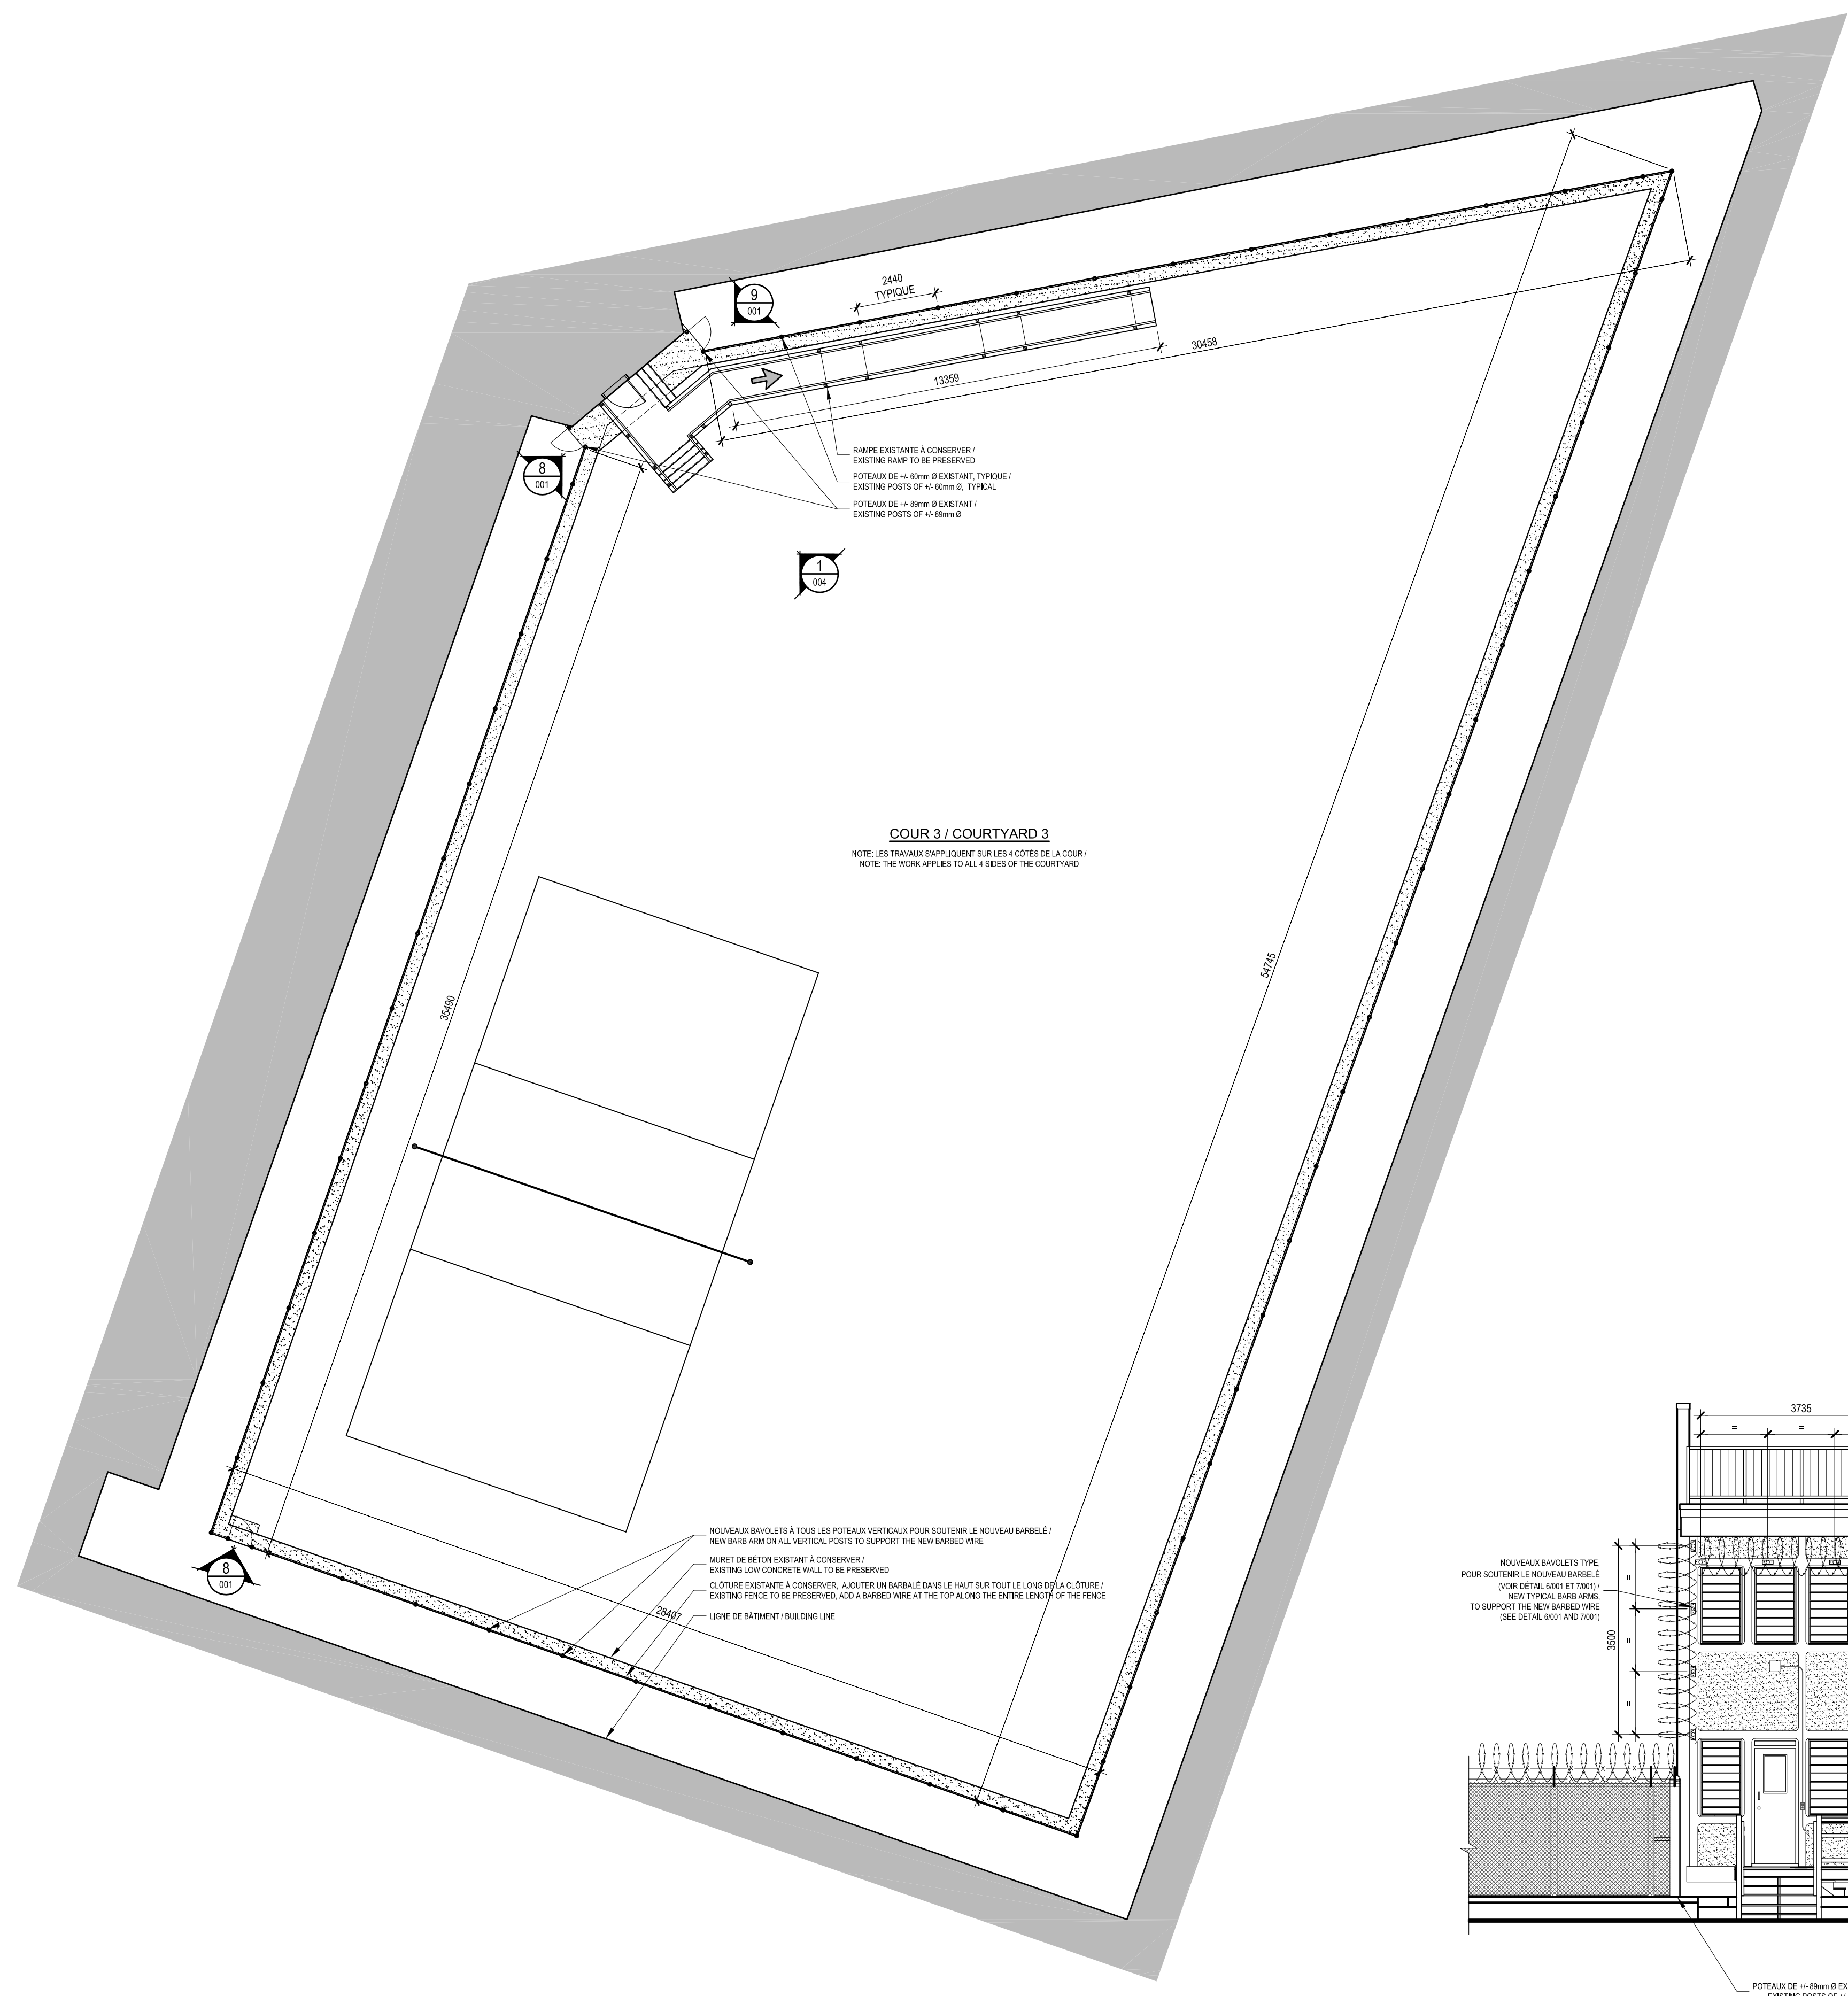 9
001
2440
TYPIQUE
30458
13359
8
001
RAMPE EXISTANTE À CONSERVER /
EXISTING RAMP TO BE PRESERVED
POTEAUX DE +/- 60mm Ø EXISTANT, TYPIQUE /
EXISTING POSTS OF +/- 60mm Ø, TYPICAL
POTEAUX DE +/- 89mm Ø EXISTANT /
EXISTING POSTS OF +/- 89mm Ø
1
004
COUR 3 / COURTYARD 3
NOTE: LES TRAVAUX S'APPLIQUENT SUR LES 4 CÔTÉS DE LA COUR /
NOTE: THE WORK APPLIES TO ALL 4 SIDES OF THE COURTYARD
35490
54745
NOUVEAUX BAVOLETS À TOUS LES POTEAUX VERTICAUX POUR SOUTENIR LE NOUVEAU BARBELÉ /
NEW BARB ARM ON ALL VERTICAL POSTS TO SUPPORT THE NEW BARBED WIRE
MURET DE BÉTON EXISTANT À CONSERVER /
EXISTING LOW CONCRETE WALL TO BE PRESERVED
CLÔTURE EXISTANTE À CONSERVER, AJOUTER UN BARBALÉ DANS LE HAUT SUR TOUT LE LONG DE LA CLÔTURE /
EXISTING FENCE TO BE PRESERVED, ADD A BARBED WIRE AT THE TOP ALONG THE ENTIRE LENGTH OF THE FENCE
LIGNE DE BÂTIMENT / BUILDING LINE
28407
8
001
3735
=
=
NOUVEAUX BAVOLETS TYPE,
POUR SOUTENIR LE NOUVEAU BARBELÉ
(VOIR DÉTAIL 6/001 ET 7/001) /
NEW TYPICAL BARB ARMS,
TO SUPPORT THE NEW BARBED WIRE
(SEE DETAIL 6/001 AND 7/001)
3500
=
=
=
POTEAUX DE +/- 89mm Ø EX